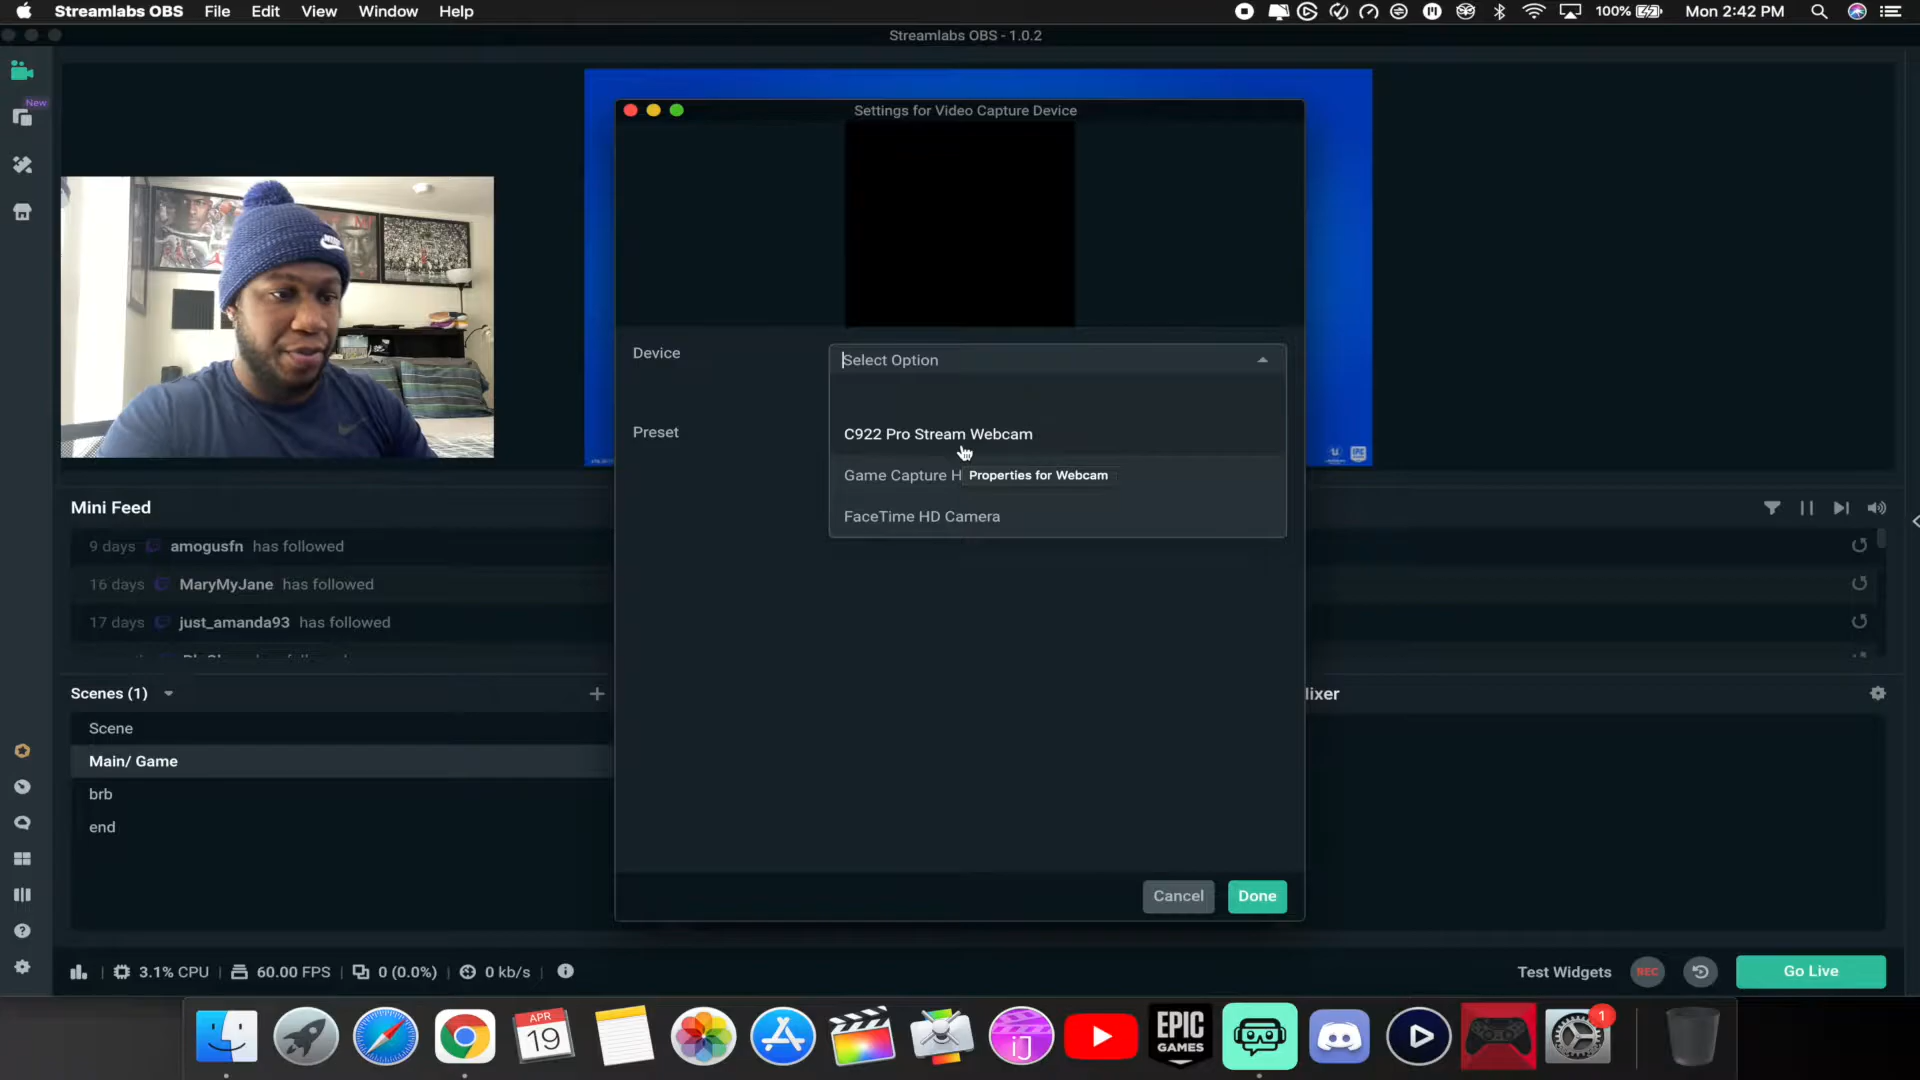 Streamlabs OBS File Edit View Window Help 100% Mon 2:42 PM
Streamlabs OBS - 1.0.2
New
Settings for Video Capture Device
Device
Select Option
Preset
C922 Pro Stream Webcam
Game Capture H
Properties for Webcam
FaceTime HD Camera
Mini Feed
9 days amogusfn has followed
16 days MaryMyJane has followed
17 days just_amanda93 has followed
Scenes (1)
lixer
Scene
Main/ Game
brb
end
Cancel Done
3.1% CPU 60.00 FPS 0 (0.0%) 0 kb/s
Test Widgets REC Go Live
APR
19
iJ
EPIC
GAMES
1